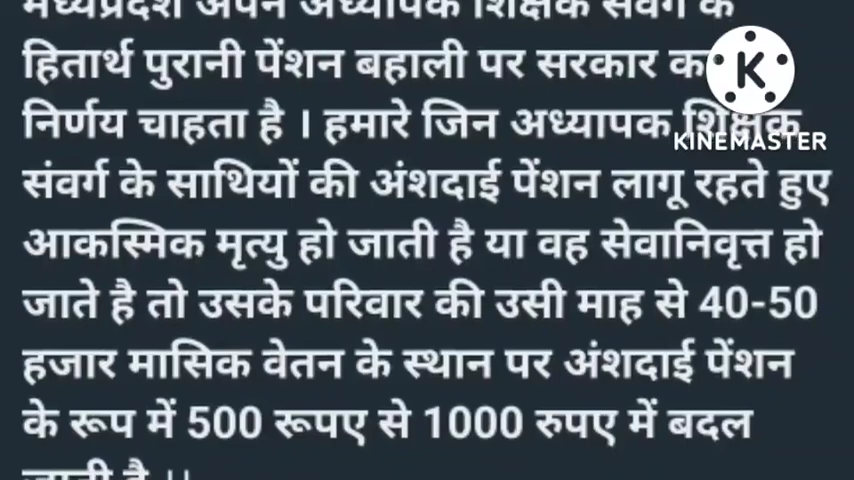 मध्यप्रदेश अपने अध्यापक शिक्षक संवर्ग के
हितार्थ पुरानी पेंशन बहाली पर सरकार
निर्णय चाहता है । हमारे जिन अध्यापक शिक्षक
संवर्ग के साथियों की अंशदाई पेंशन लागू रहते हुए
आकस्मिक मृत्यु हो जाती है या वह सेवानिवृत्त हो
जाते है तो उसके परिवार की उसी माह से 40-50
हजार मासिक वेतन के स्थान पर अंशदाई पेंशन
के रूप में 500 रूपए से 1000 रुपए में बदल
जाती है ।।
K
KINEMASTER